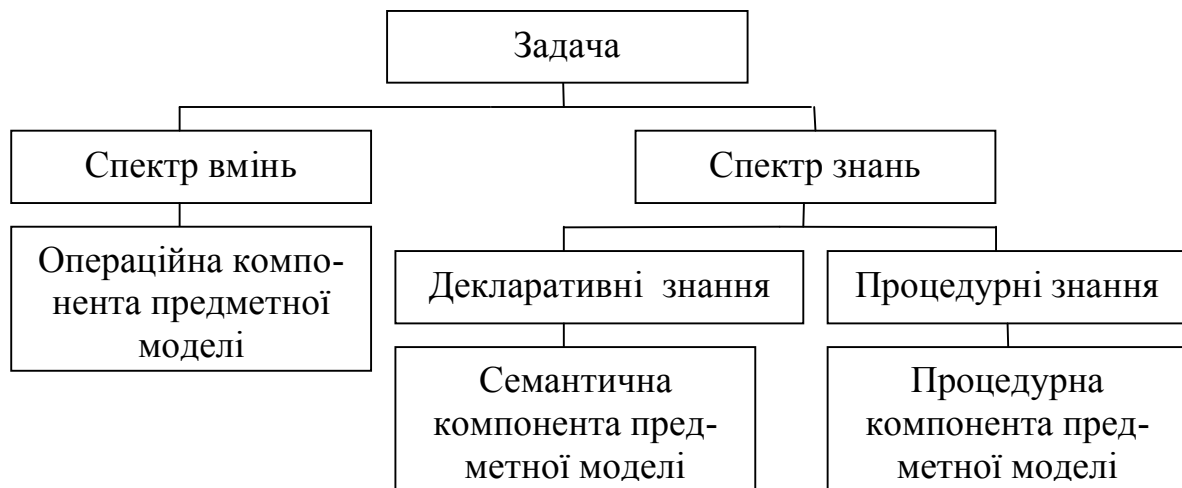 Задача
Спектр вмінь
Спектр знань
Операційна компо-
нента предметної
моделі
Декларативні знання
Процедурні знання
Семантична
компонента пред-
метної моделі
Процедурна
компонента пред-
метної моделі